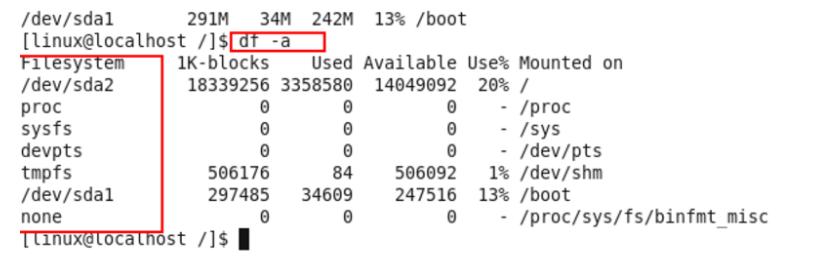 /dev/sda1 291M 34M 242M 13% /boot
[linux@localhost /]$ df -a
Filesystem 1K-blocks Used Available Use% Mounted on
/dev/sda2 18339256 3358580 14049092 20% /
proc 0 0 0 - /proc
sysfs 0 0 0 - /sys
devpts 0 0 0 - /dev/pts
tmpfs 506176 84 506092 1% /dev/shm
/dev/sda1 297485 34609 247516 13% /boot
none 0 0 0 - /proc/sys/fs/binfmt_misc
[linux@localhost /]$